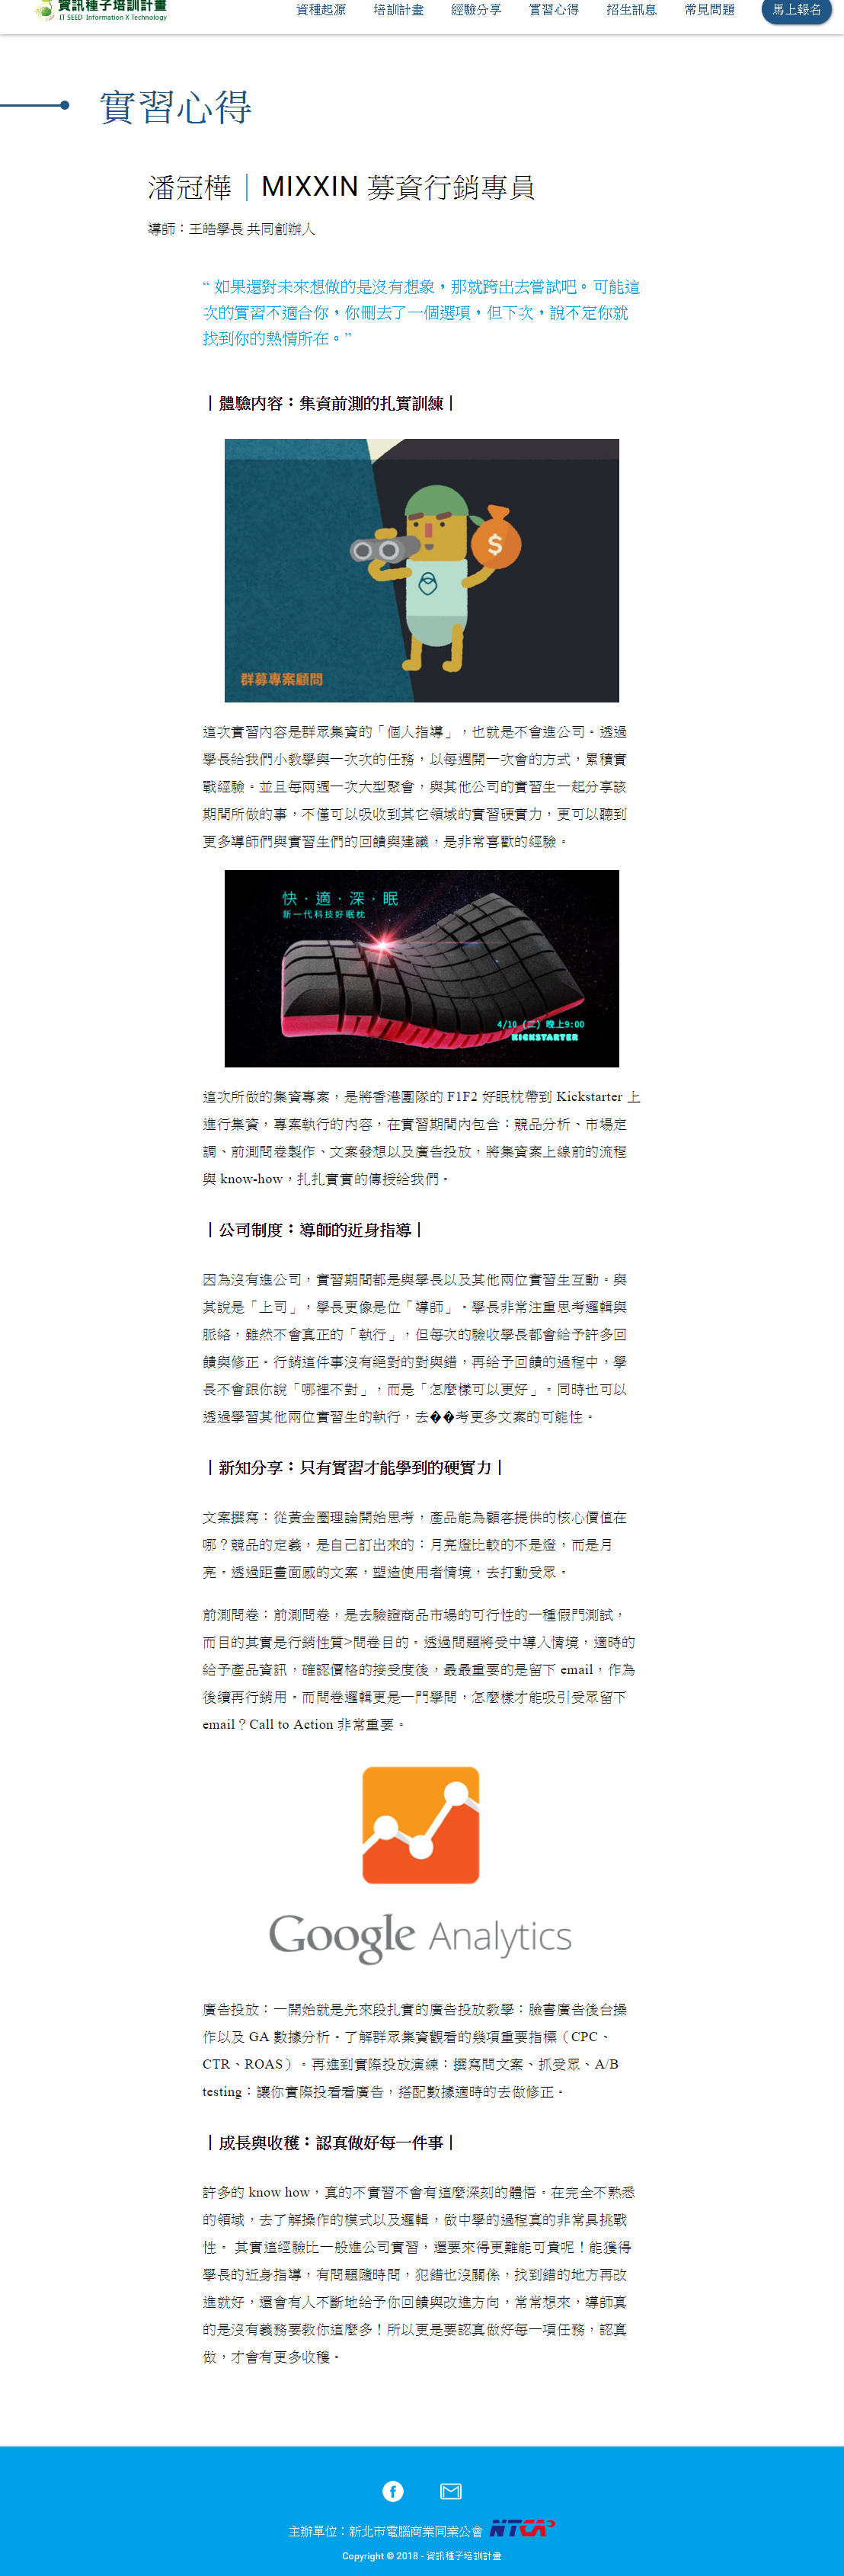 資訊種子培訓計畫
IT SEED Information X Technology
資種起源 培訓計畫 經驗分享 實習心得 招生訊息 常見問題 馬上報名
實習心得
潘冠樺｜MIXXIN 募資行銷專員
導師：王皓學長 共同創辦人
“ 如果還對未來想做的是沒有想象，那就跨出去嘗試吧。可能這
次的實習不適合你，你刪去了一個選項，但下次，說不定你就
找到你的熱情所在。”
｜體驗內容：集資前測的扎實訓練｜
$
群募專案顧問
這次實習內容是群眾集資的「個人指導」，也就是不會進公司。透過
學長給我們小教學與一次次的任務，以每週開一次會的方式，累積實
戰經驗。並且每兩週一次大型聚會，與其他公司的實習生一起分享該
期間所做的事，不僅可以吸收到其它領域的實習硬實力，更可以聽到
更多導師們與實習生們的回饋與建議，是非常喜歡的經驗。
快．適．深．眠
新一代科技好眠枕
4/10 (二) 晚上9:00
KICKSTARTER
這次所做的集資專案，是將香港團隊的 F1F2 好眠枕帶到 Kickstarter 上
進行集資，專案執行的內容，在實習期間內包含：競品分析、市場定
調、前測問卷製作、文案發想以及廣告投放，將集資案上線前的流程
與 know-how，扎扎實實的傳授給我們。
｜公司制度：導師的近身指導｜
因為沒有進公司，實習期間都是與學長以及其他兩位實習生互動。與
其說是「上司」，學長更像是位「導師」。學長非常注重思考邏輯與
脈絡，雖然不會真正的「執行」，但每次的驗收學長都會給予許多回
饋與修正。行銷這件事沒有絕對的對與錯，再給予回饋的過程中，學
長不會跟你說「哪裡不對」，而是「怎麼樣可以更好」。同時也可以
透過學習其他兩位實習生的執行，去��考更多文案的可能性。
｜新知分享：只有實習才能學到的硬實力｜
文案撰寫：從黃金圈理論開始思考，產品能為顧客提供的核心價值在
哪？競品的定義，是自己訂出來的：月亮燈比較的不是燈，而是月
亮。透過距畫面感的文案，塑造使用者情境，去打動受眾。
前測問卷：前測問卷，是去驗證商品市場的可行性的一種假門測試，
而目的其實是行銷性質>問卷目的。透過問題將受中導入情境，適時的
給予產品資訊，確認價格的接受度後，最最重要的是留下 email，作為
後續再行銷用。而問卷邏輯更是一門學問，怎麼樣才能吸引受眾留下
email？Call to Action 非常重要。
Google Analytics
廣告投放：一開始就是先來段扎實的廣告投放教學：臉書廣告後台操
作以及 GA 數據分析。了解群眾集資觀看的幾項重要指標（CPC、
CTR、ROAS）。再進到實際投放演練：撰寫問文案、抓受眾、A/B
testing：讓你實際投看看廣告，搭配數據適時的去做修正。
｜成長與收穫：認真做好每一件事｜
許多的 know how，真的不實習不會有這麼深刻的體悟。在完全不熟悉
的領域，去了解操作的模式以及邏輯，做中學的過程真的非常具挑戰
性。 其實這經驗比一般進公司實習，還要來得更難能可貴呢！能獲得
學長的近身指導，有問題隨時問，犯錯也沒關係，找到錯的地方再改
進就好，還會有人不斷地給予你回饋與改進方向，常常想來，導師真
的是沒有義務要教你這麼多！所以更是要認真做好每一項任務，認真
做，才會有更多收穫。
主辦單位：新北市電腦商業同業公會 NTCA
Copyright © 2018 - 資訊種子培訓計畫